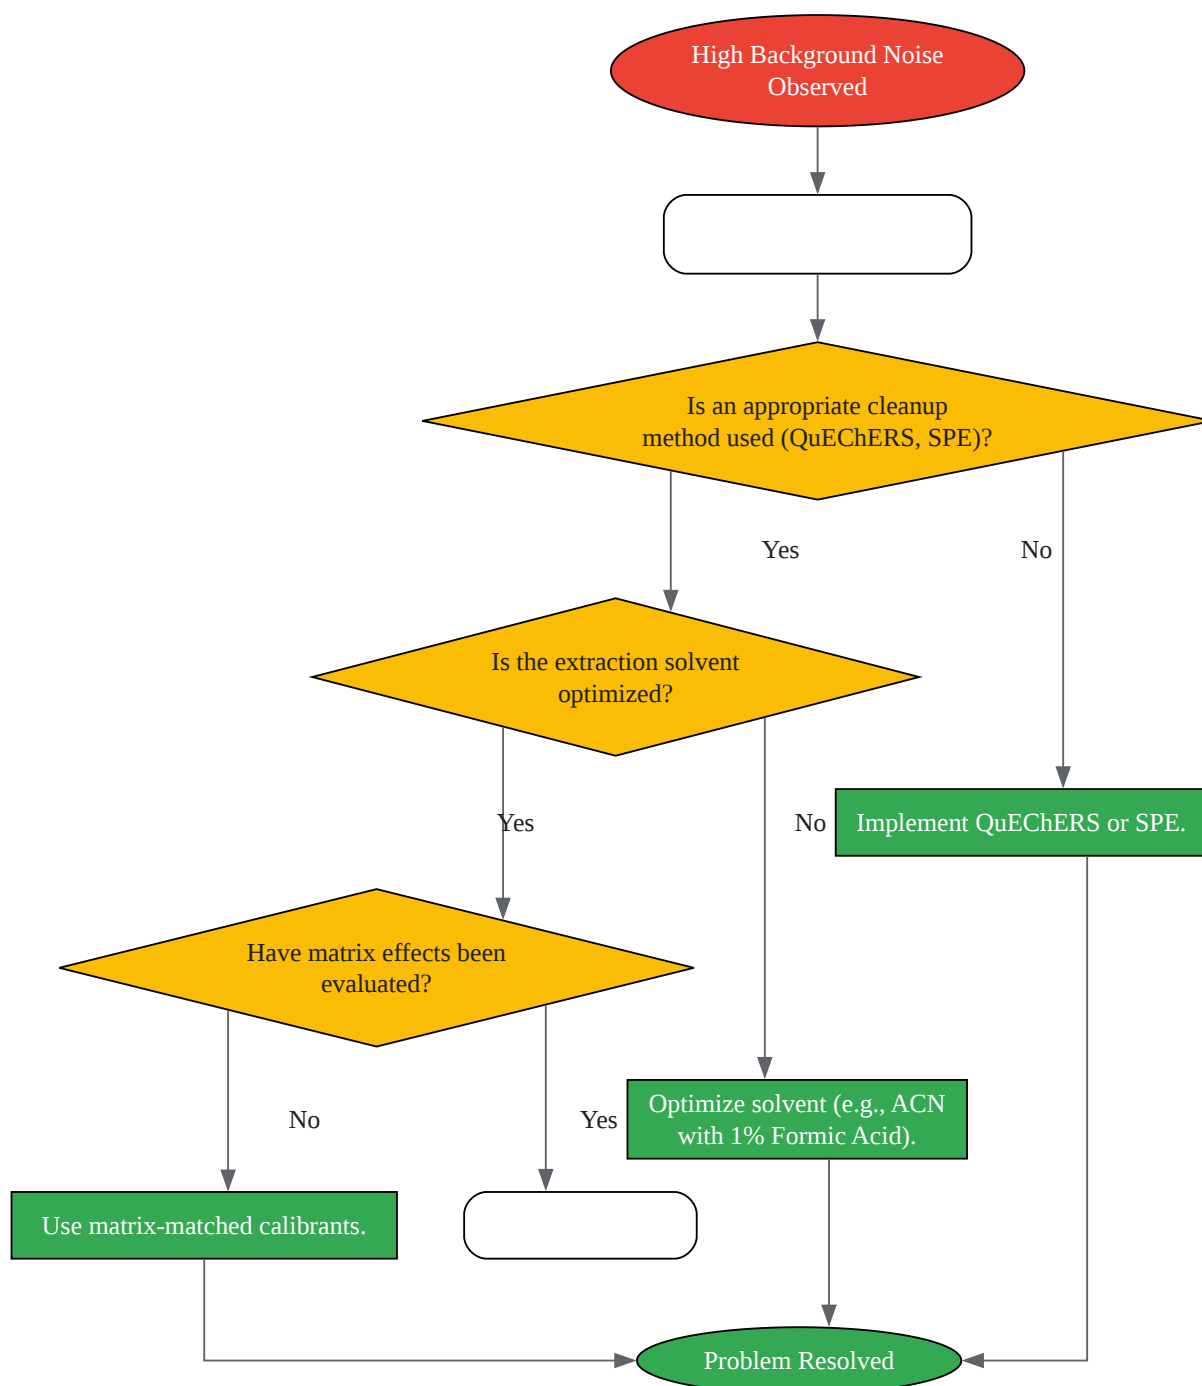 High Background Noise
Observed
Is an appropriate cleanup
method used (QuEChERS, SPE)?
Yes
No
Is the extraction solvent
optimized?
Yes
No
Implement QuEChERS or SPE.
Have matrix effects been
evaluated?
No
Yes
Optimize solvent (e.g., ACN
with 1% Formic Acid).
Use matrix-matched calibrants.
Problem Resolved